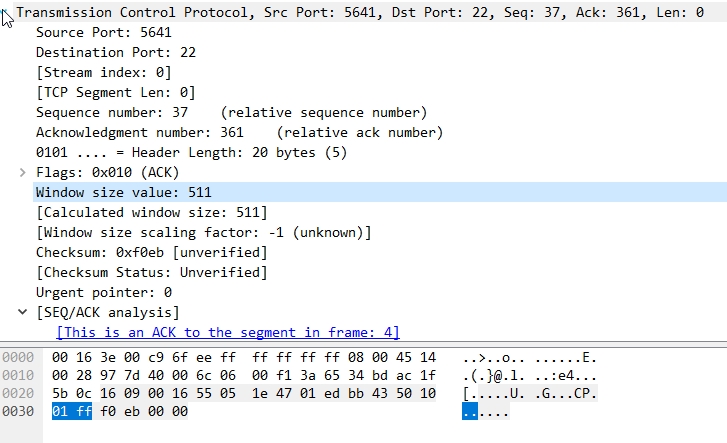 Transmission Control Protocol, Src Port: 5641, Dst Port: 22, Seq: 37, Ack: 361, Len: 0
Source Port: 5641
Destination Port: 22
[Stream index: 0]
[TCP Segment Len: 0]
Sequence number: 37    (relative sequence number)
Acknowledgment number: 361    (relative ack number)
0101 .... = Header Length: 20 bytes (5)
Flags: 0x010 (ACK)
Window size value: 511
[Calculated window size: 511]
[Window size scaling factor: -1 (unknown)]
Checksum: 0xf0eb [unverified]
[Checksum Status: Unverified]
Urgent pointer: 0
[SEQ/ACK analysis]
[This is an ACK to the segment in frame: 4]
0000  00 16 3e 00 c9 6f ee ff  ff ff ff ff 08 00 45 14  ..>..o.. ......E.
0010  00 28 97 7d 40 00 6c 06  00 f1 3a 65 34 bd ac 1f  .(.}@.l. ..:e4...
0020  5b 0c 16 09 00 16 55 05  1e 47 01 ed bb 43 50 10  [.....U. .G...CP.
0030  01 ff f0 eb 00 00  ......